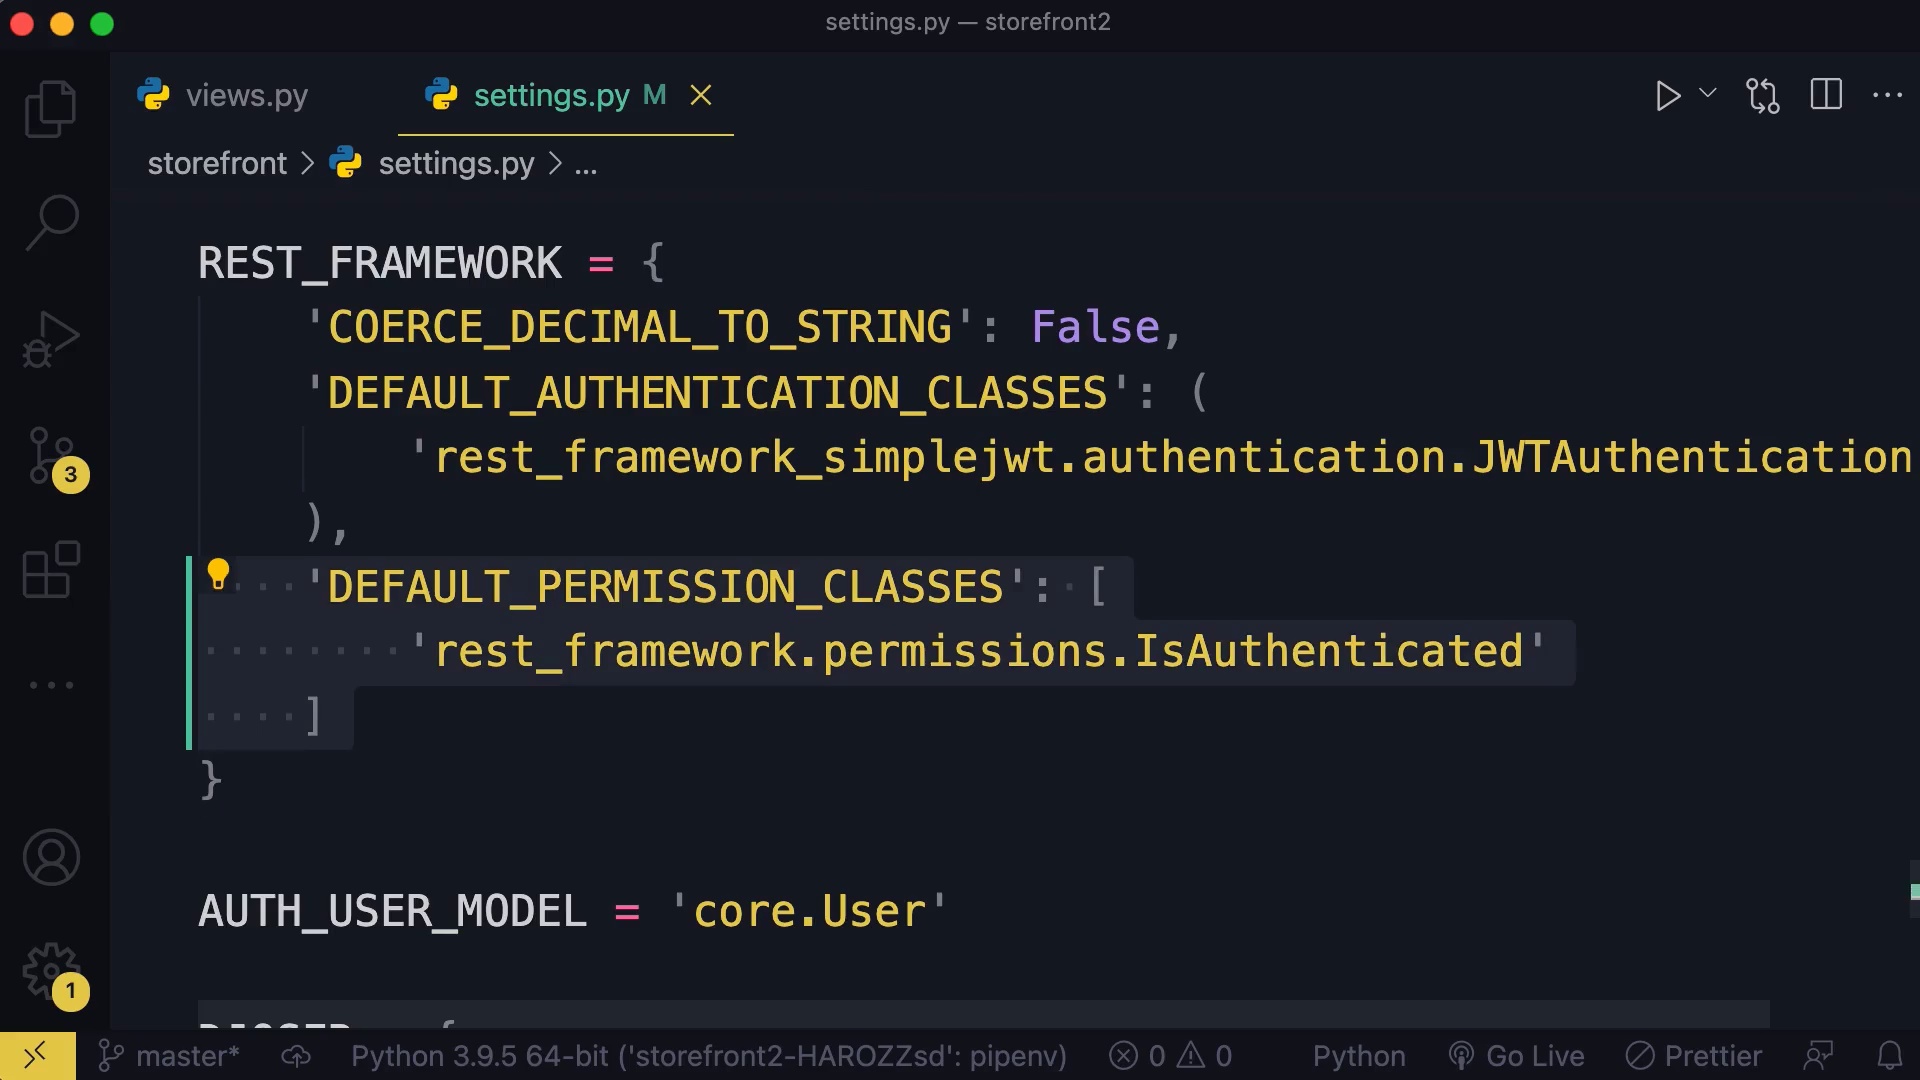 settings.py — storefront2
views.py
settings.py M
storefront > settings.py > ...
REST_FRAMEWORK = {
    'COERCE_DECIMAL_TO_STRING': False,
    'DEFAULT_AUTHENTICATION_CLASSES': (
        'rest_framework_simplejwt.authentication.JWTAuthentication
    ),
    'DEFAULT_PERMISSION_CLASSES': [
        'rest_framework.permissions.IsAuthenticated'
    ]
}
AUTH_USER_MODEL = 'core.User'
3
1
master*
Python 3.9.5 64-bit ('storefront2-HAROZZsd': pipenv)
0
0
Python
Go Live
Prettier